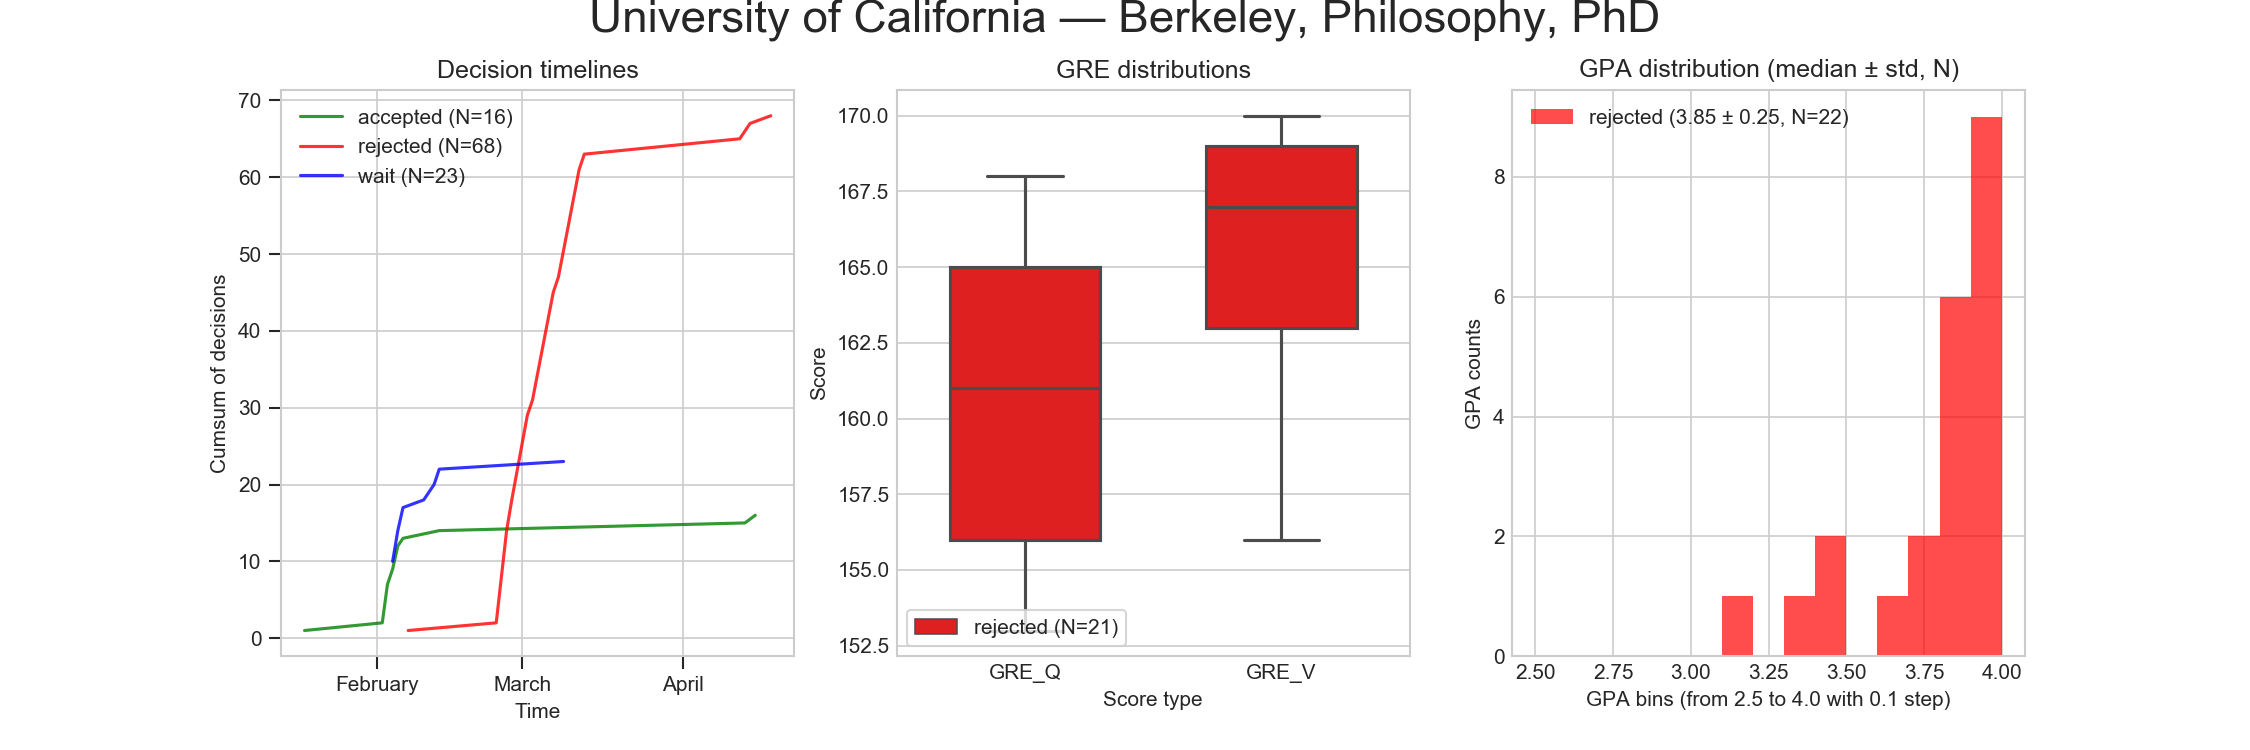 University of California — Berkeley, Philosophy, PhD
Decision timelines
accepted (N=16)
rejected (N=68)
wait (N=23)
70
60
50
40
30
20
10
0
Cumsum of decisions
February
March
April
Time
GRE distributions
170.0
167.5
165.0
162.5
160.0
157.5
155.0
152.5
Score
rejected (N=21)
GRE_Q
GRE_V
Score type
GPA distribution (median ± std, N)
rejected (3.85 ± 0.25, N=22)
8
6
4
2
0
GPA counts
2.50
2.75
3.00
3.25
3.50
3.75
4.00
GPA bins (from 2.5 to 4.0 with 0.1 step)